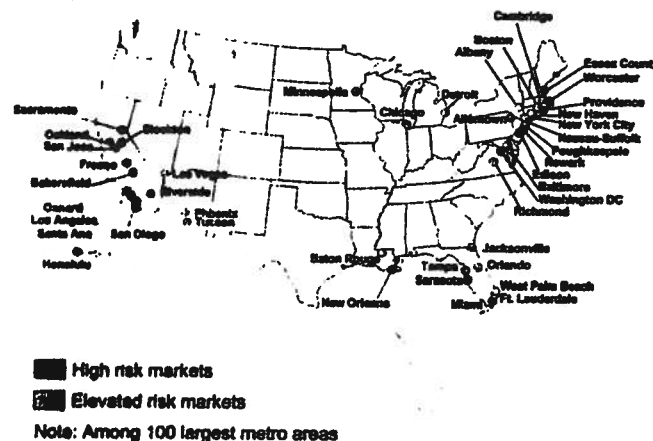 Cambridge
Boston
Albany
Essex Count
Worcester
Minneapolis
Detroit
Chicago
Allentown
Providence
New Haven
New York City
Nassau-Suffolk
Poughkeepsie
Newark
Edison
Baltimore
Washington DC
Richmond
Sacramento
Oakland
Stockton
San Jose
Fresno
Bakersfield
Las Vegas
Riverside
Oxnard
Los Angeles
Santa Ana
San Diego
Phoenix
Tucson
Honolulu
Baton Rouge
New Orleans
Jacksonville
Tampa
Orlando
Sarasota
West Palm Beach
Miami
Ft. Lauderdale
High risk markets
Elevated risk markets
Note: Among 100 largest metro areas